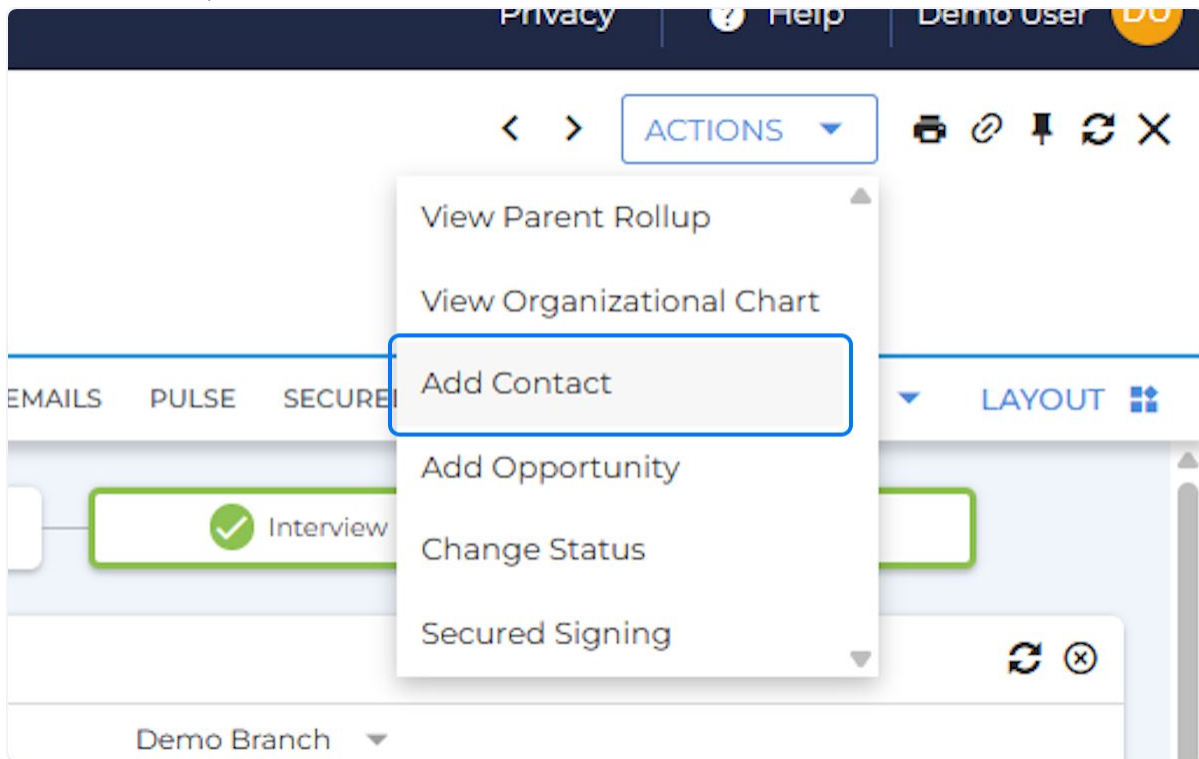 Privacy Help Demo User DU
ACTIONS
View Parent Rollup
View Organizational Chart
Add Contact
EMAILS PULSE LAYOUT
Add Opportunity
Interview
Change Status
Secured Signing
Demo Branch